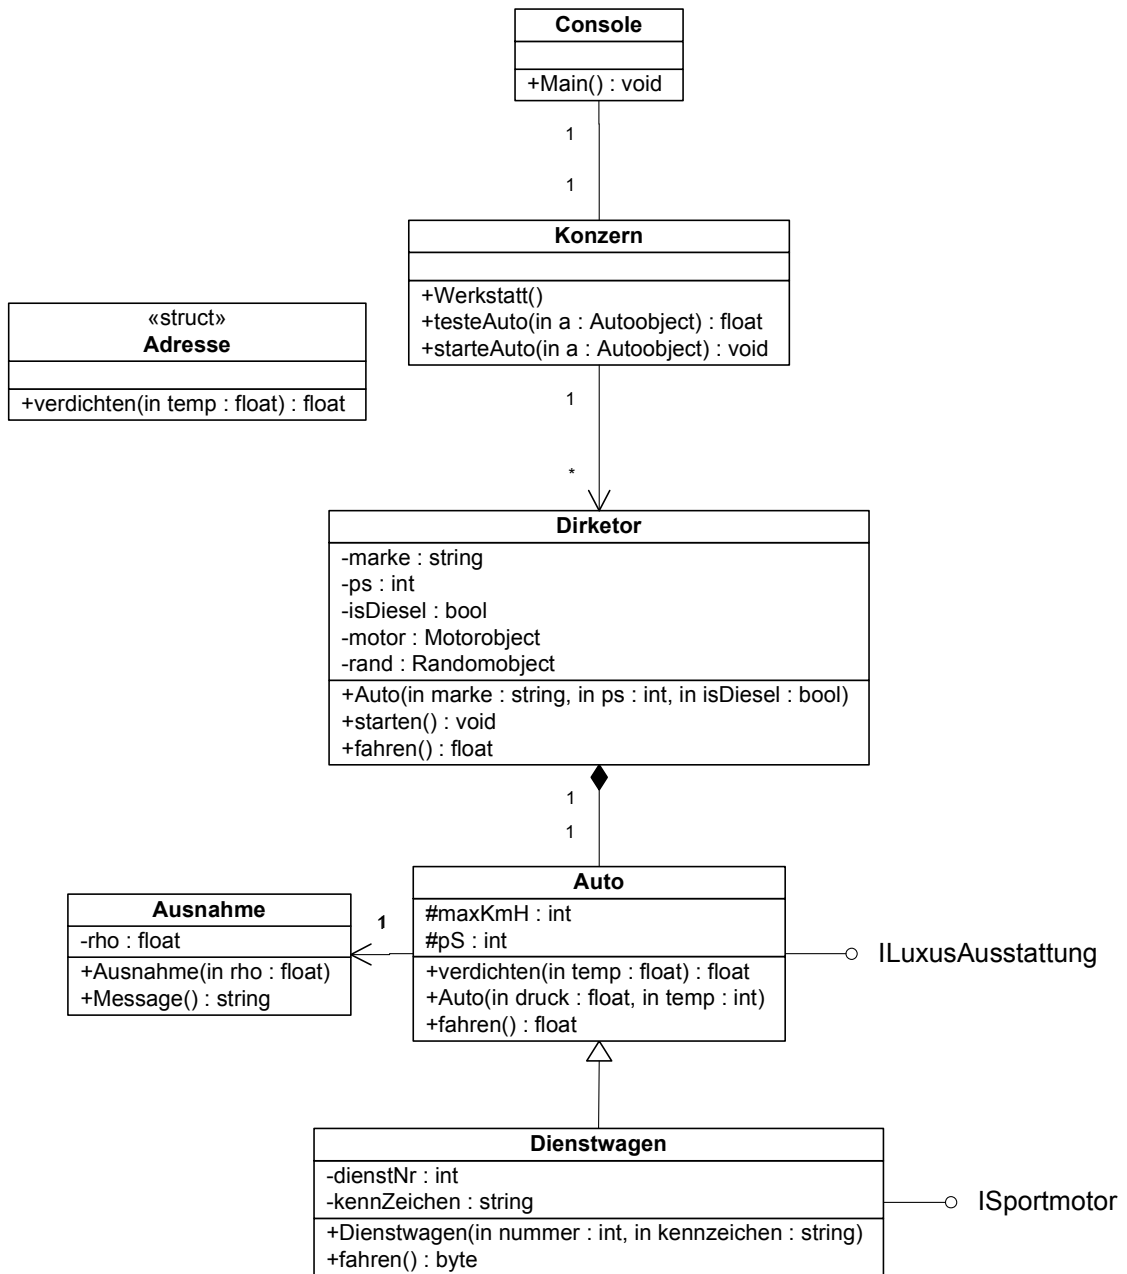 Console
+Main() : void
1
1
Konzern
+Werkstatt()
+testeAuto(in a : Autoobject) : float
+starteAuto(in a : Autoobject) : void
«struct»
Adresse
+verdichten(in temp : float) : float
1
*
Dirketor
-marke : string
-ps : int
-isDiesel : bool
-motor : Motorobject
-rand : Randomobject
+Auto(in marke : string, in ps : int, in isDiesel : bool)
+starten() : void
+fahren() : float
1
1
Auto
#maxKmH : int
#pS : int
+verdichten(in temp : float) : float
+Auto(in druck : float, in temp : int)
+fahren() : float
Ausnahme
-rho : float
+Ausnahme(in rho : float)
+Message() : string
1
ILuxusAusstattung
Dienstwagen
-dienstNr : int
-kennZeichen : string
+Dienstwagen(in nummer : int, in kennzeichen : string)
+fahren() : byte
ISportmotor